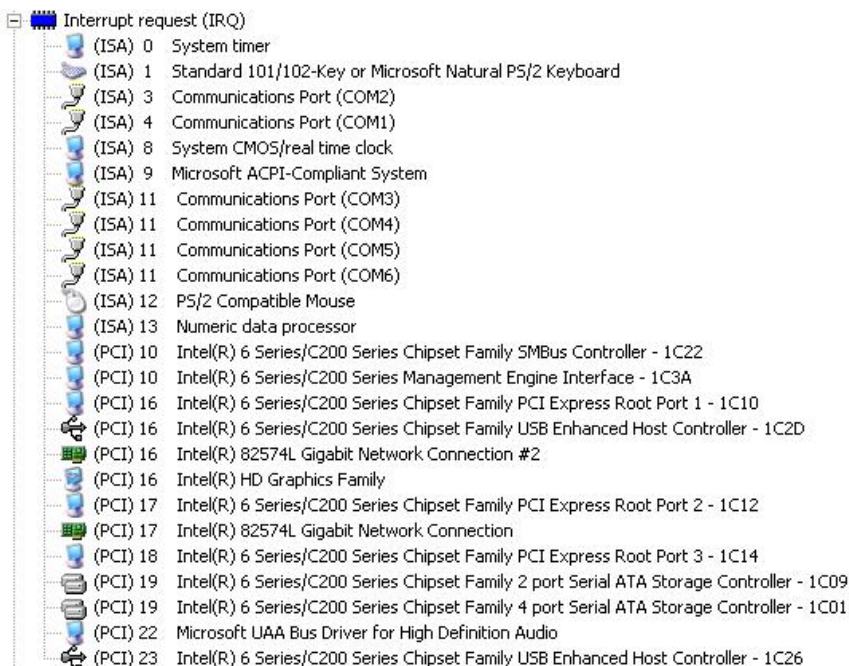 Interrupt request (IRQ)
(ISA) 0 System timer
(ISA) 1 Standard 101/102-Key or Microsoft Natural PS/2 Keyboard
(ISA) 3 Communications Port (COM2)
(ISA) 4 Communications Port (COM1)
(ISA) 8 System CMOS/real time clock
(ISA) 9 Microsoft ACPI-Compliant System
(ISA) 11 Communications Port (COM3)
(ISA) 11 Communications Port (COM4)
(ISA) 11 Communications Port (COM5)
(ISA) 11 Communications Port (COM6)
(ISA) 12 PS/2 Compatible Mouse
(ISA) 13 Numeric data processor
(PCI) 10 Intel(R) 6 Series/C200 Series Chipset Family SMBus Controller - 1C22
(PCI) 10 Intel(R) 6 Series/C200 Series Management Engine Interface - 1C3A
(PCI) 16 Intel(R) 6 Series/C200 Series Chipset Family PCI Express Root Port 1 - 1C10
(PCI) 16 Intel(R) 6 Series/C200 Series Chipset Family USB Enhanced Host Controller - 1C2D
(PCI) 16 Intel(R) 82574L Gigabit Network Connection #2
(PCI) 16 Intel(R) HD Graphics Family
(PCI) 17 Intel(R) 6 Series/C200 Series Chipset Family PCI Express Root Port 2 - 1C12
(PCI) 17 Intel(R) 82574L Gigabit Network Connection
(PCI) 18 Intel(R) 6 Series/C200 Series Chipset Family PCI Express Root Port 3 - 1C14
(PCI) 19 Intel(R) 6 Series/C200 Series Chipset Family 2 port Serial ATA Storage Controller - 1C09
(PCI) 19 Intel(R) 6 Series/C200 Series Chipset Family 4 port Serial ATA Storage Controller - 1C01
(PCI) 22 Microsoft UAA Bus Driver for High Definition Audio
(PCI) 23 Intel(R) 6 Series/C200 Series Chipset Family USB Enhanced Host Controller - 1C26